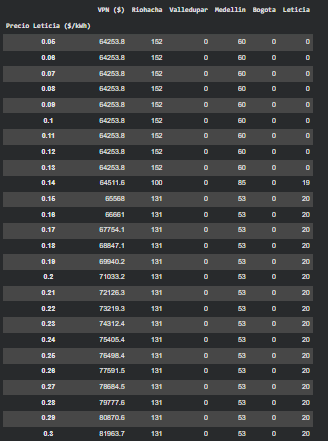 VPN ($) Riohacha Valledupar Medellin Bogota Leticia
Precio Leticia ($/kWh)
0.05 64253.8 152 0 60 0 0
0.06 64253.8 152 0 60 0 0
0.07 64253.8 152 0 60 0 0
0.08 64253.8 152 0 60 0 0
0.09 64253.8 152 0 60 0 0
0.1 64253.8 152 0 60 0 0
0.11 64253.8 152 0 60 0 0
0.12 64253.8 152 0 60 0 0
0.13 64253.8 152 0 60 0 0
0.14 64511.6 100 0 85 0 19
0.15 65568 131 0 53 0 20
0.16 66661 131 0 53 0 20
0.17 67754.1 131 0 53 0 20
0.18 68847.1 131 0 53 0 20
0.19 69940.2 131 0 53 0 20
0.2 71033.2 131 0 53 0 20
0.21 72126.3 131 0 53 0 20
0.22 73219.3 131 0 53 0 20
0.23 74312.4 131 0 53 0 20
0.24 75405.4 131 0 53 0 20
0.25 76498.4 131 0 53 0 20
0.26 77591.5 131 0 53 0 20
0.27 78684.5 131 0 53 0 20
0.28 79777.6 131 0 53 0 20
0.29 80870.6 131 0 53 0 20
0.3 81963.7 131 0 53 0 20